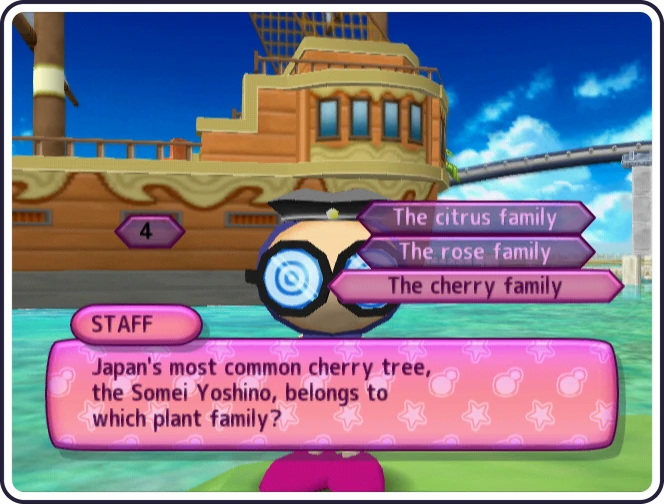 4
The citrus family
The rose family
The cherry family
STAFF
Japan's most common cherry tree,
the Somei Yoshino, belongs to
which plant family?